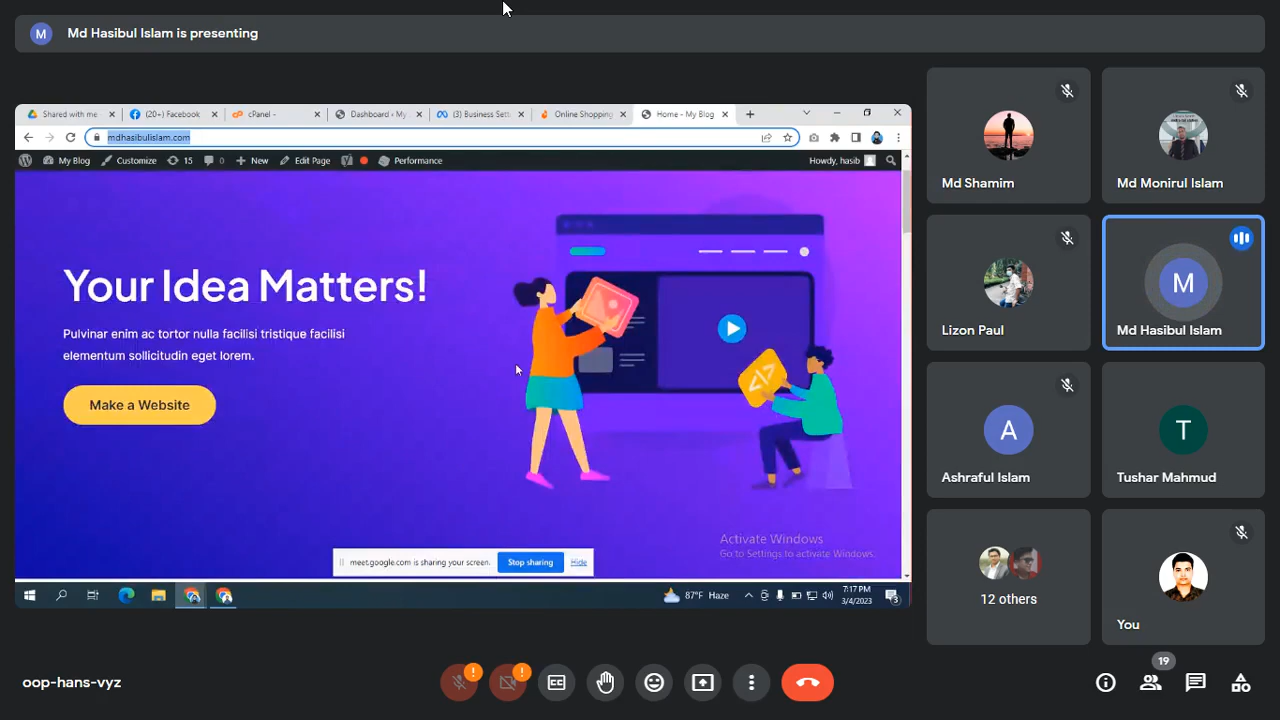 M Md Hasibul Islam is presenting
Shared with me
(20+) Facebook
cPanel -
Dashboard ‹ My
(3) Business Sett
Online Shopping
Home - My Blog
mdhasibulislam.com
My Blog Customize 15 0 New Edit Page Performance Howdy, hasib
Your Idea Matters!
Pulvinar enim ac tortor nulla facilisi tristique facilisi
elementum sollicitudin eget lorem.
Make a Website
Activate Windows
Go to Settings to activate Windows.
meet.google.com is sharing your screen.
Stop sharing
Hide
87°F Haze
7:17 PM
3/4/2023
3
Md Shamim
Md Monirul Islam
Lizon Paul
M
Md Hasibul Islam
A
Ashraful Islam
T
Tushar Mahmud
12 others
You
oop-hans-vyz
19